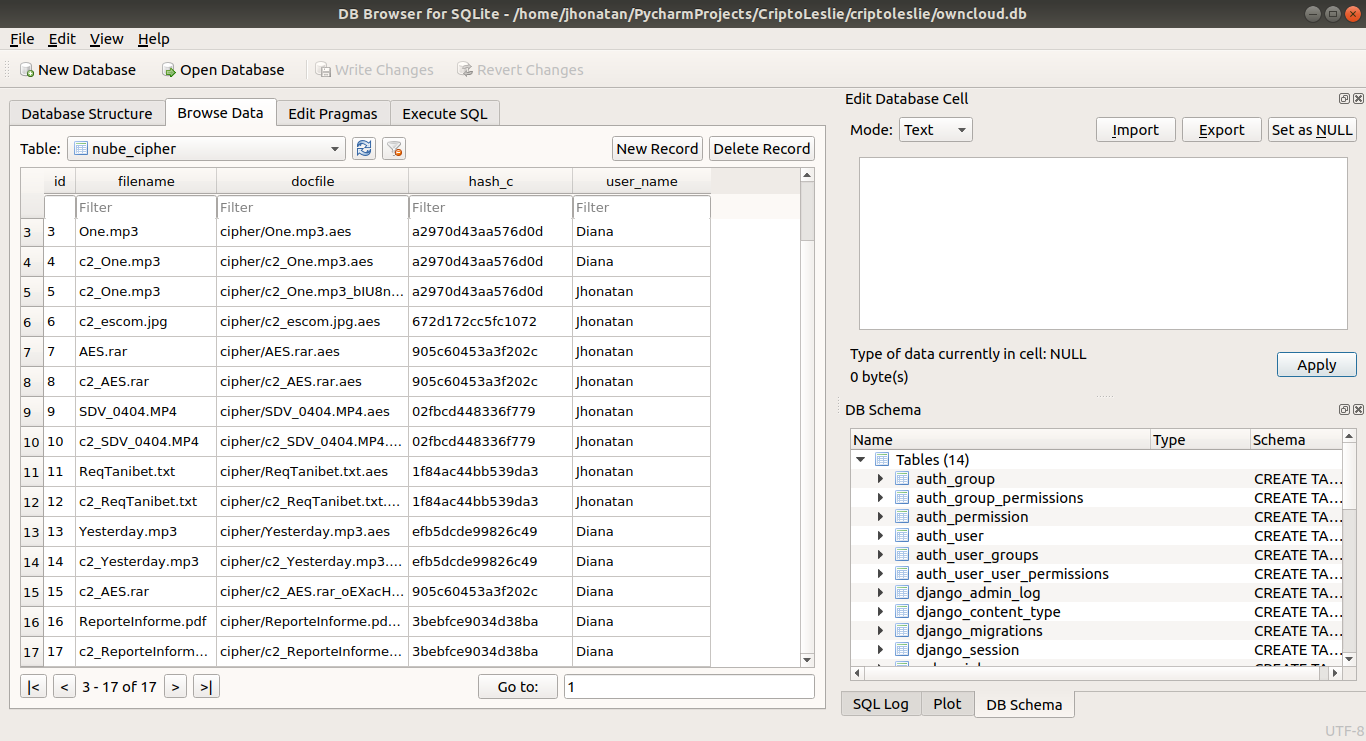 DB Browser for SQLite - /home/jhonatan/PycharmProjects/CriptoLeslie/criptoleslie/owncloud.db
File Edit View Help
New Database Open Database Write Changes Revert Changes
Database Structure Browse Data Edit Pragmas Execute SQL
Table: nube_cipher New Record Delete Record
id filename docfile hash_c user_name
Filter Filter Filter Filter
3 3 One.mp3 cipher/One.mp3.aes a2970d43aa576d0d Diana
4 4 c2_One.mp3 cipher/c2_One.mp3.aes a2970d43aa576d0d Diana
5 5 c2_One.mp3 cipher/c2_One.mp3_bIU8n... a2970d43aa576d0d Jhonatan
6 6 c2_escom.jpg cipher/c2_escom.jpg.aes 672d172cc5fc1072 Jhonatan
7 7 AES.rar cipher/AES.rar.aes 905c60453a3f202c Jhonatan
8 8 c2_AES.rar cipher/c2_AES.rar.aes 905c60453a3f202c Jhonatan
9 9 SDV_0404.MP4 cipher/SDV_0404.MP4.aes 02fbcd448336f779 Jhonatan
10 10 c2_SDV_0404.MP4 cipher/c2_SDV_0404.MP4.... 02fbcd448336f779 Jhonatan
11 11 ReqTanibet.txt cipher/ReqTanibet.txt.aes 1f84ac44bb539da3 Jhonatan
12 12 c2_ReqTanibet.txt cipher/c2_ReqTanibet.txt.... 1f84ac44bb539da3 Jhonatan
13 13 Yesterday.mp3 cipher/Yesterday.mp3.aes efb5dcde99826c49 Diana
14 14 c2_Yesterday.mp3 cipher/c2_Yesterday.mp3.... efb5dcde99826c49 Diana
15 15 c2_AES.rar cipher/c2_AES.rar_oEXacH... 905c60453a3f202c Diana
16 16 ReporteInforme.pdf cipher/ReporteInforme.pd... 3bebfce9034d38ba Diana
17 17 c2_ReporteInform... cipher/c2_ReporteInforme... 3bebfce9034d38ba Diana
|< < 3 - 17 of 17 > >| Go to: 1
Edit Database Cell
Mode: Text Import Export Set as NULL
Type of data currently in cell: NULL
0 byte(s)
Apply
DB Schema
Name Type Schema
Tables (14)
auth_group CREATE TA...
auth_group_permissions CREATE TA...
auth_permission CREATE TA...
auth_user CREATE TA...
auth_user_groups CREATE TA...
auth_user_user_permissions CREATE TA...
django_admin_log CREATE TA...
django_content_type CREATE TA...
django_migrations CREATE TA...
django_session CREATE TA...
SQL Log Plot DB Schema
UTF-8